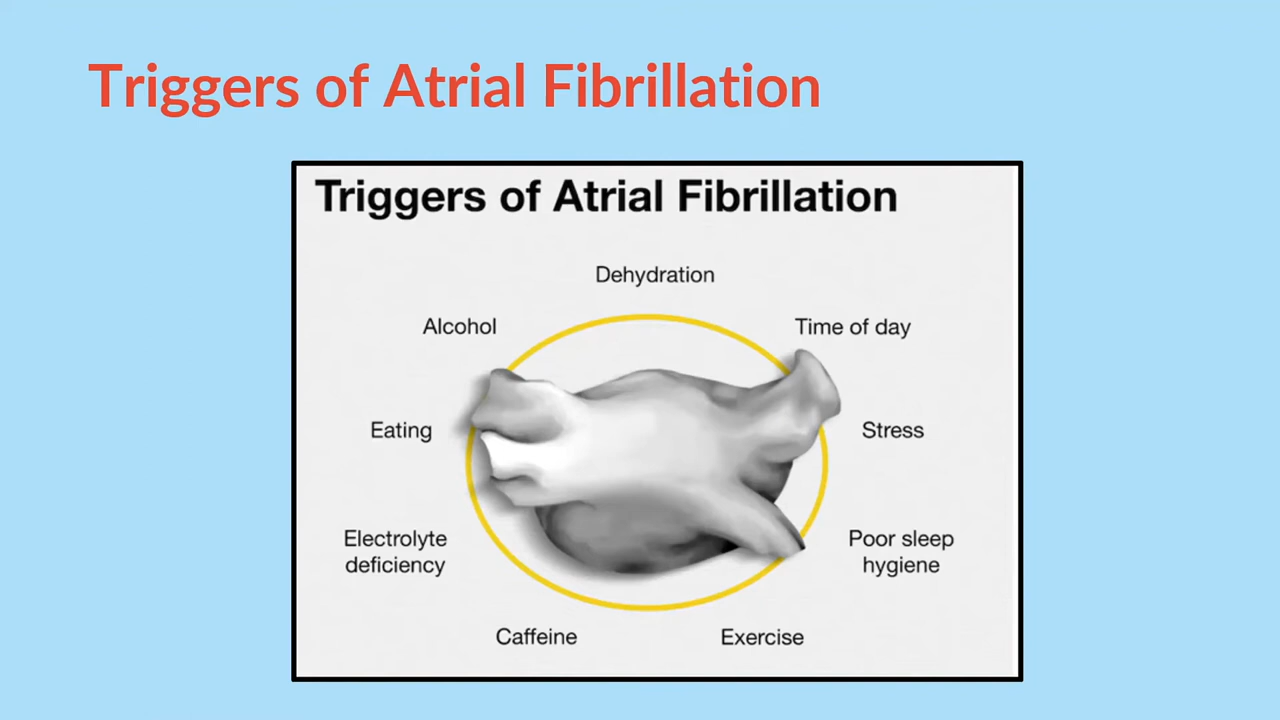 Triggers of Atrial Fibrillation
Triggers of Atrial Fibrillation
Dehydration
Alcohol
Time of day
Eating
Stress
Electrolyte
deficiency
Poor sleep
hygiene
Caffeine
Exercise